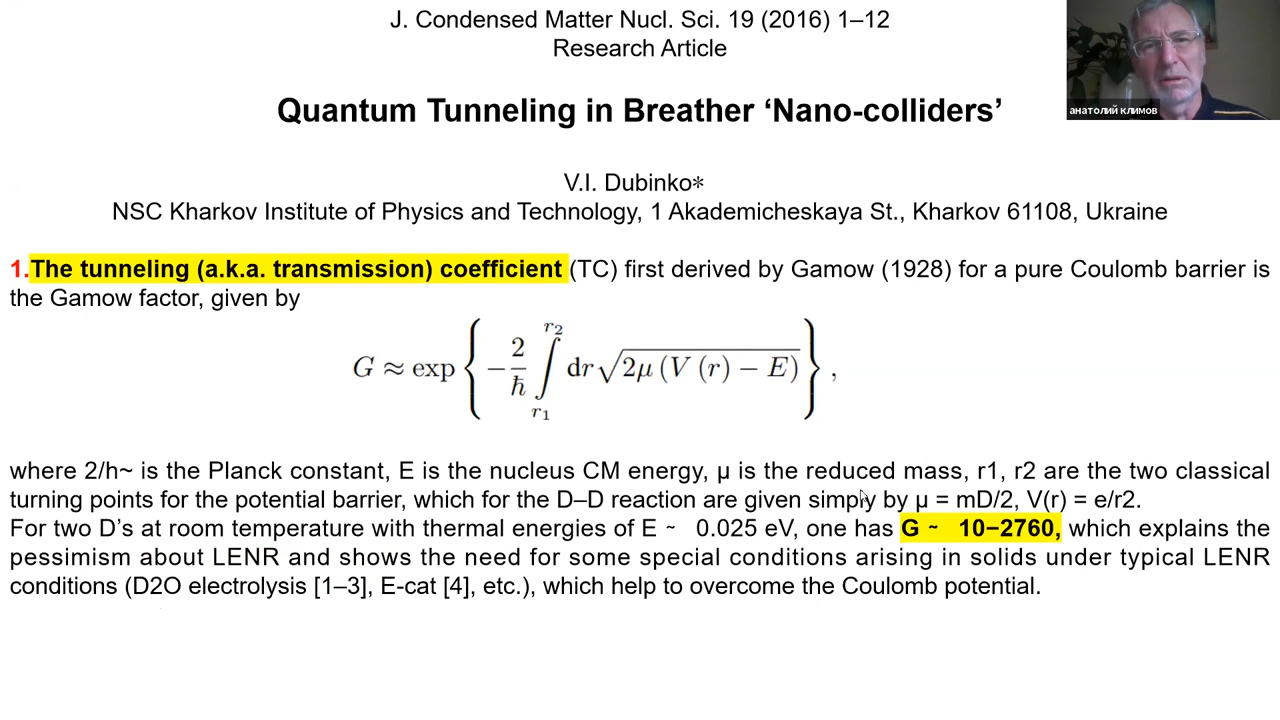 J. Condensed Matter Nucl. Sci. 19 (2016) 1–12
Research Article
Quantum Tunneling in Breather ‘Nano-colliders’
анатолий климов
V.I. Dubinko*
NSC Kharkov Institute of Physics and Technology, 1 Akademicheskaya St., Kharkov 61108, Ukraine
1.The tunneling (a.k.a. transmission) coefficient (TC) first derived by Gamow (1928) for a pure Coulomb barrier is
the Gamow factor, given by
G ≈ exp { − 2/ħ ∫_{r1}^{r2} dr √(2μ (V (r) − E)) } ,
where 2/h~ is the Planck constant, E is the nucleus CM energy, μ is the reduced mass, r1, r2 are the two classical
turning points for the potential barrier, which for the D–D reaction are given simply by μ = mD/2, V(r) = e/r2.
For two D’s at room temperature with thermal energies of E ~ 0.025 eV, one has G ~ 10−2760, which explains the
pessimism about LENR and shows the need for some special conditions arising in solids under typical LENR
conditions (D2O electrolysis [1–3], E-cat [4], etc.), which help to overcome the Coulomb potential.